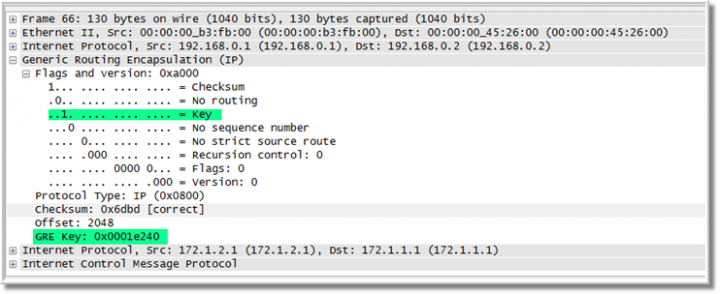 Frame 66: 130 bytes on wire (1040 bits), 130 bytes captured (1040 bits)
Ethernet II, Src: 00:00:00_b3:fb:00 (00:00:00:b3:fb:00), Dst: 00:00:00_45:26:00 (00:00:00:45:26:00)
Internet Protocol, Src: 192.168.0.1 (192.168.0.1), Dst: 192.168.0.2 (192.168.0.2)
Generic Routing Encapsulation (IP)
Flags and version: 0xa000
1... .... .... .... = Checksum
.0.. .... .... .... = No routing
..1. .... .... .... = Key
...0 .... .... .... = No sequence number
.... 0... .... .... = No strict source route
.... .000 .... .... = Recursion control: 0
.... .... 0000 0... = Flags: 0
.... .... .... .000 = Version: 0
Protocol Type: IP (0x0800)
Checksum: 0x6dbd [correct]
Offset: 2048
GRE Key: 0x0001e240
Internet Protocol, Src: 172.1.2.1 (172.1.2.1), Dst: 172.1.1.1 (172.1.1.1)
Internet Control Message Protocol